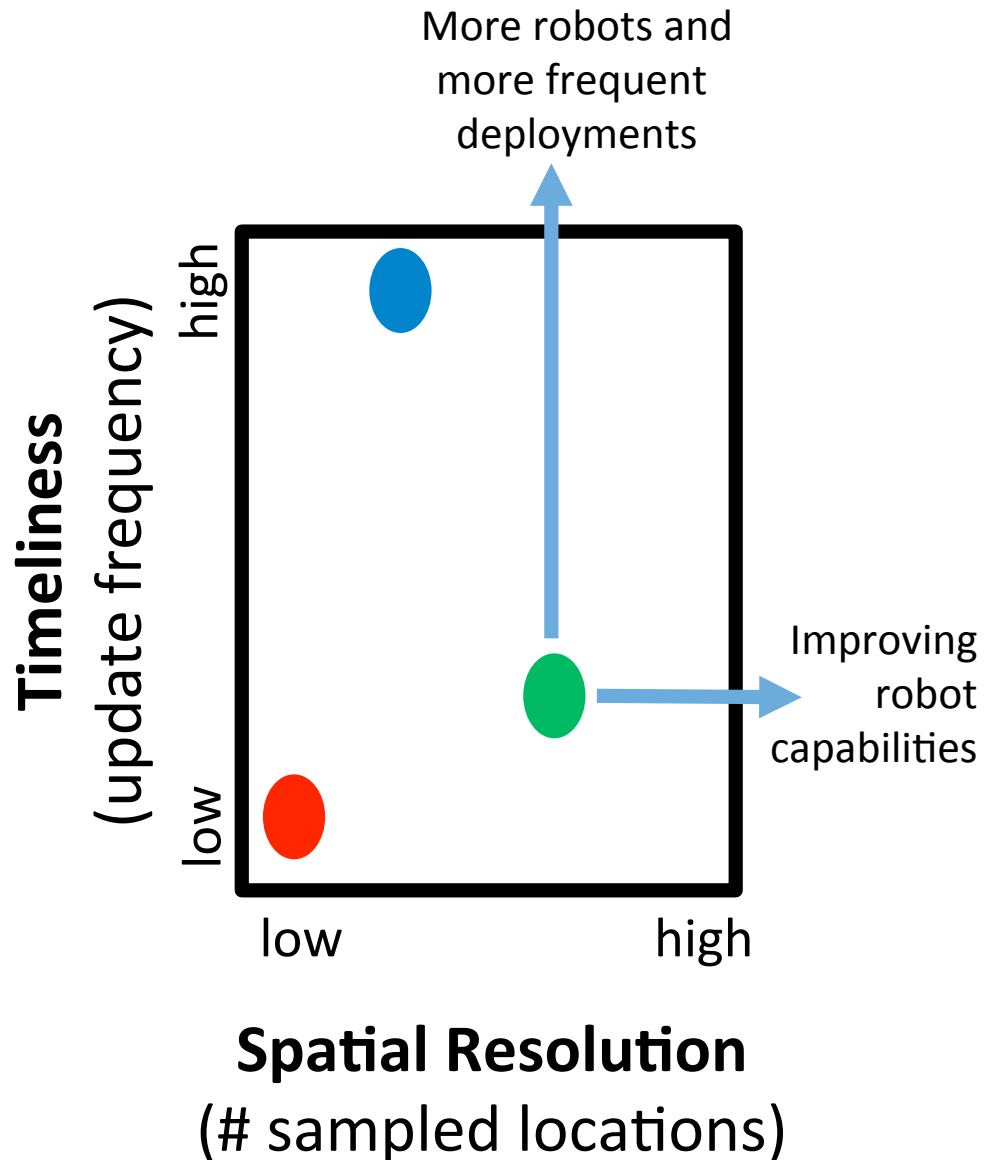 More robots and
more frequent
deployments
high
Timeliness
(update frequency)
Improving
robot
capabilities
low
low
high
Spatial Resolution
(# sampled locations)